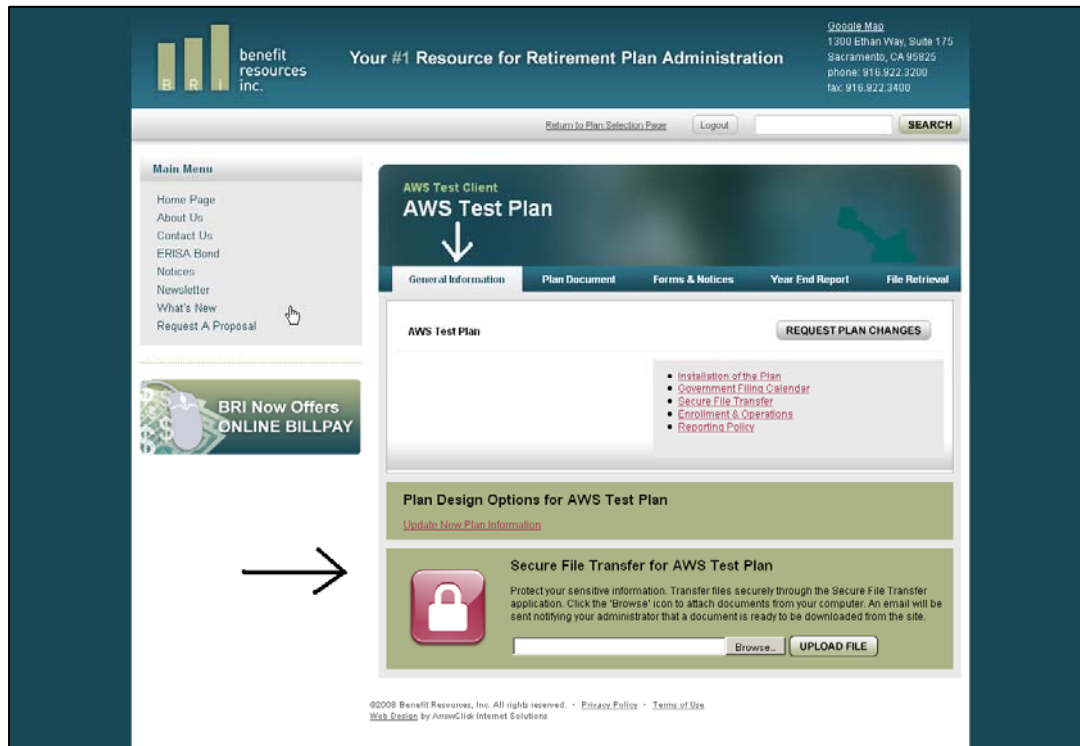 B R I
benefit
resources
inc.
Your #1 Resource for Retirement Plan Administration
Google Map
1300 Ethan Way, Suite 175
Sacramento, CA 95825
phone: 916.922.3200
fax: 916.922.3400
Return to Plan Selection Page
Logout
SEARCH
Main Menu
Home Page
About Us
Contact Us
ERISA Bond
Notices
Newsletter
What's New
Request A Proposal
BRI Now Offers
ONLINE BILLPAY
AWS Test Client
AWS Test Plan
General Information
Plan Document
Forms & Notices
Year End Report
File Retrieval
AWS Test Plan
REQUEST PLAN CHANGES
Installation of the Plan
Government Filing Calendar
Secure File Transfer
Enrollment & Operations
Reporting Policy
Plan Design Options for AWS Test Plan
Update New Plan Information
Secure File Transfer for AWS Test Plan
Protect your sensitive information. Transfer files securely through the Secure File Transfer
application. Click the 'Browse' icon to attach documents from your computer. An email will be
sent notifying your administrator that a document is ready to be downloaded from the site.
Browse...
UPLOAD FILE
©2008 Benefit Resources, Inc. All rights reserved. • Privacy Policy • Terms of Use
Web Design by ArrowClick Internet Solutions